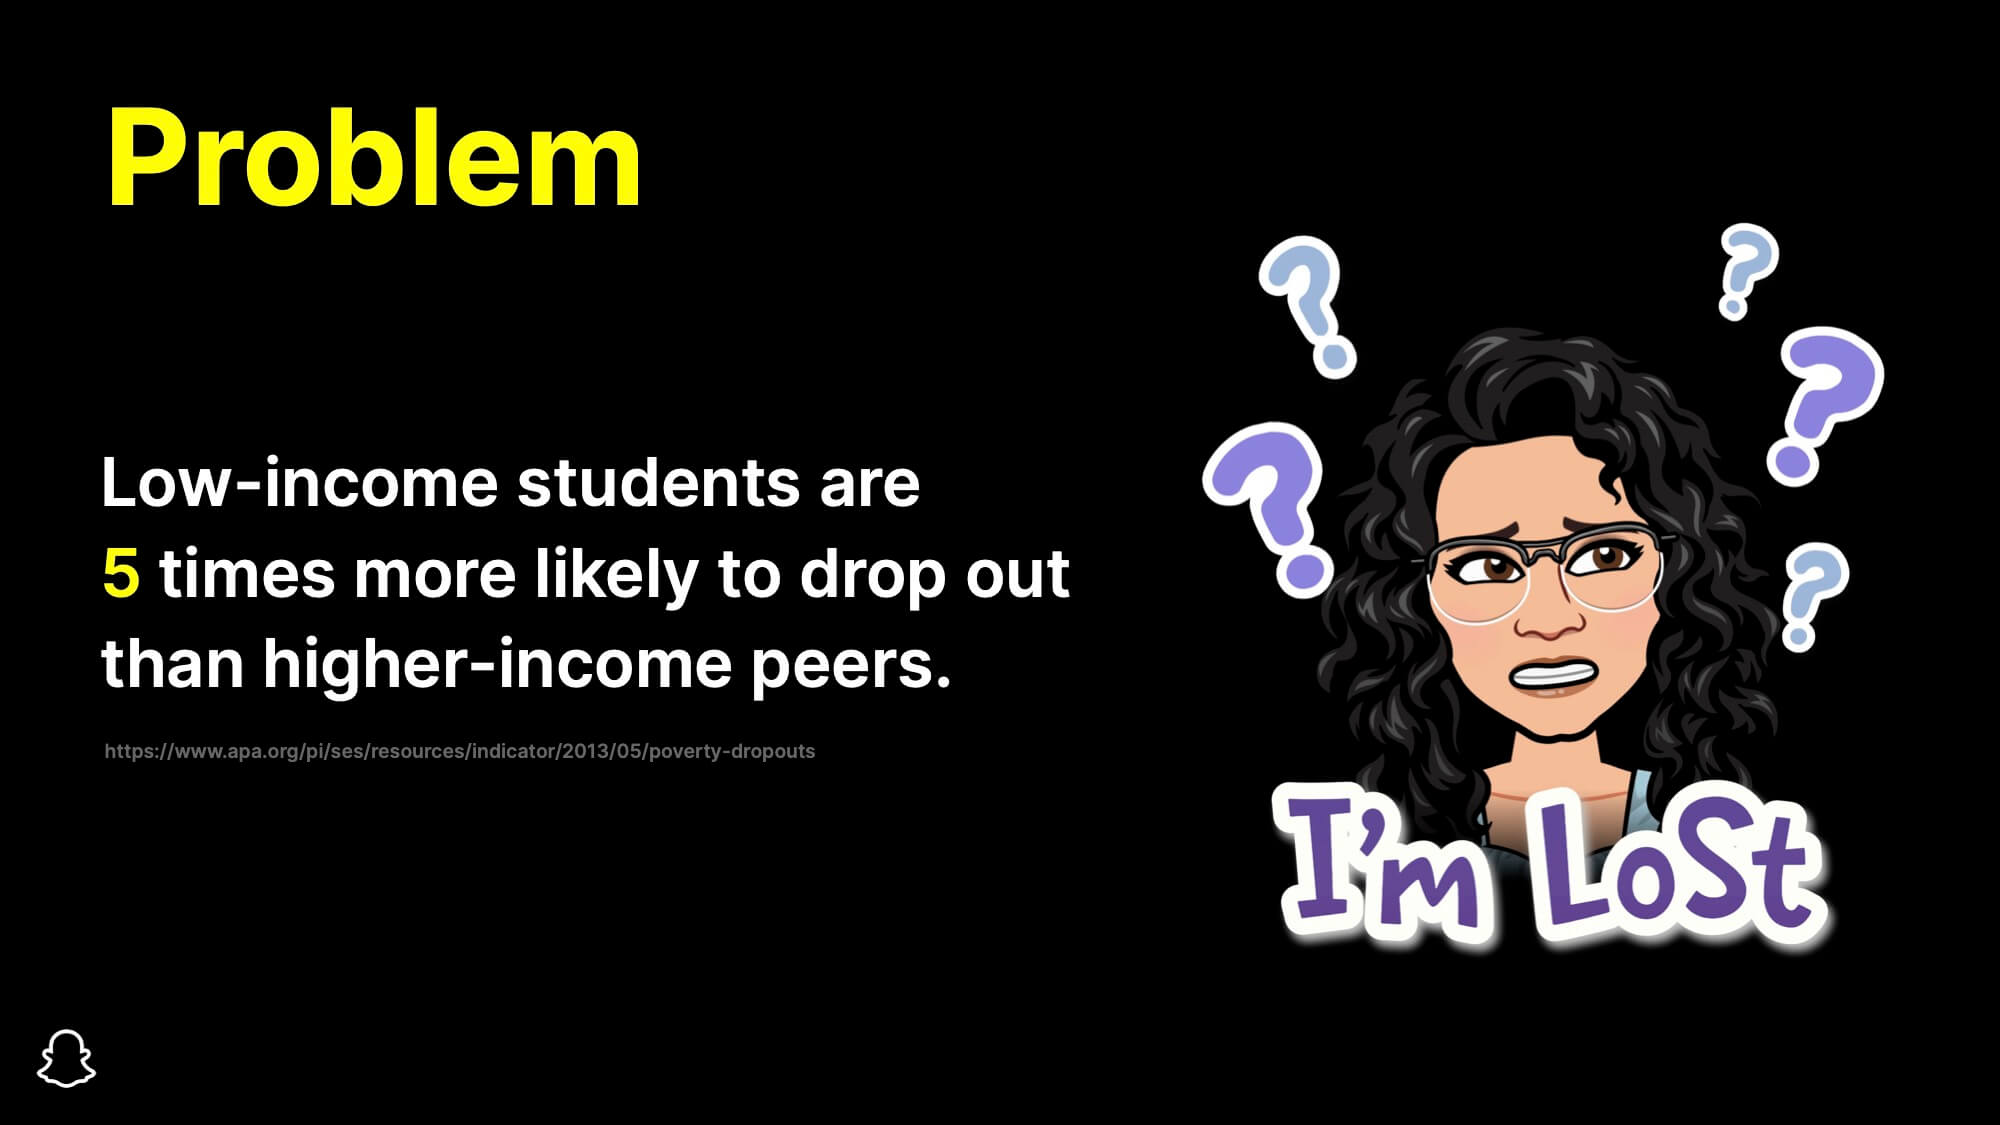 Problem
Low-income students are
5 times more likely to drop out
than higher-income peers.
https://www.apa.org/pi/ses/resources/indicator/2013/05/poverty-dropouts
? ? ? ? ?
I'm LoSt